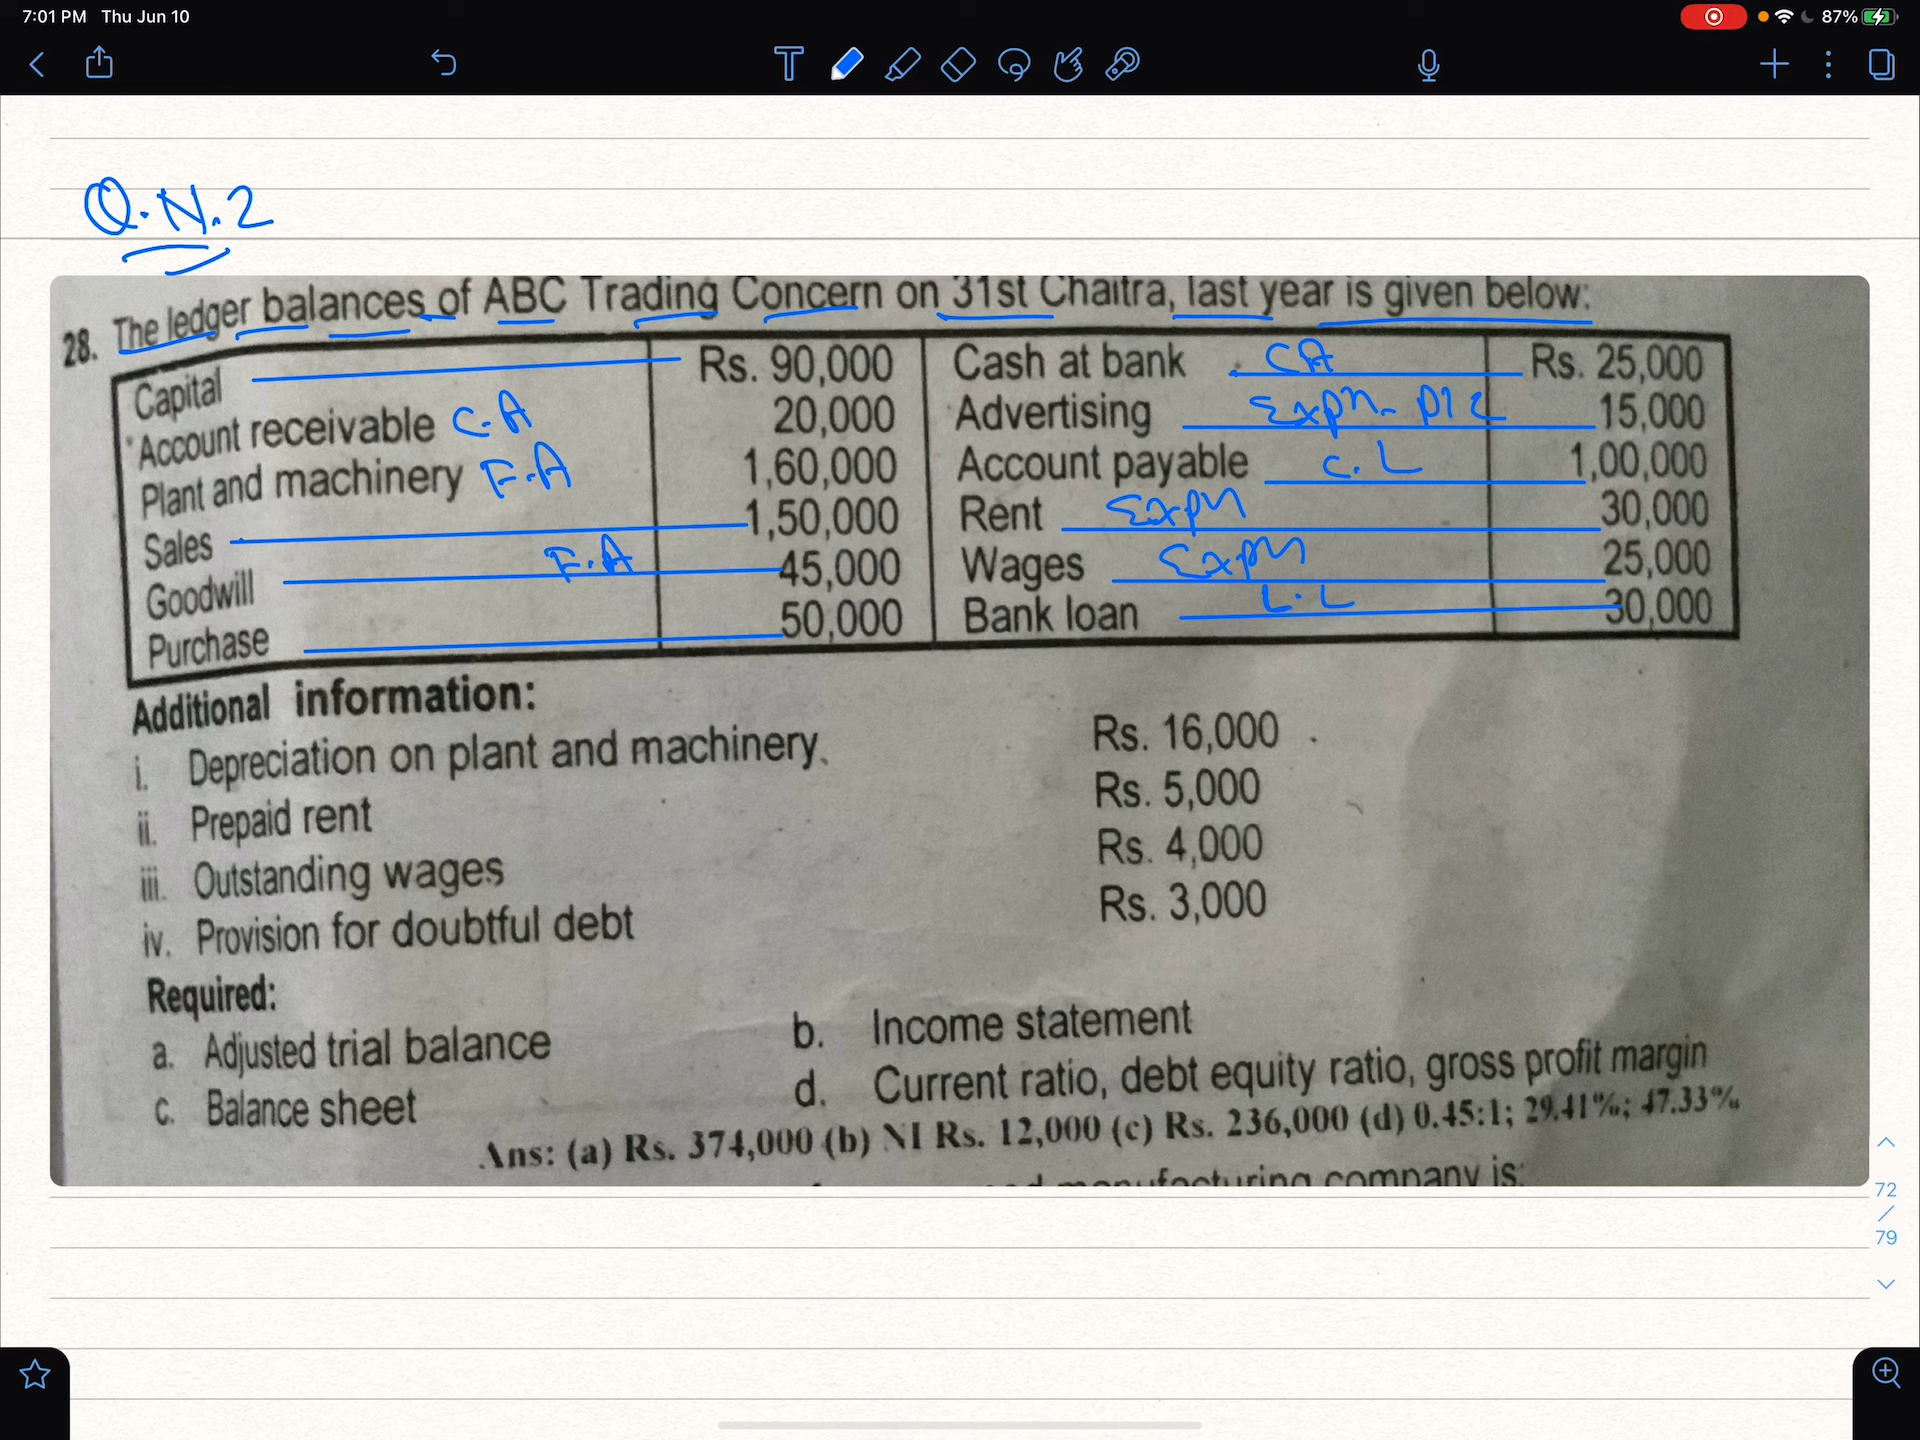 7:01 PM Thu Jun 10 87%
Q.N.2
28. The ledger balances of ABC Trading Concern on 31st Chaitra, last year is given below:
Capital Rs. 90,000 Cash at bank CA Rs. 25,000
Account receivable C.A 20,000 Advertising Expn. P/L 15,000
Plant and machinery F.A 1,60,000 Account payable C.L 1,00,000
Sales 1,50,000 Rent Expn 30,000
Goodwill F.A 45,000 Wages Expn 25,000
Purchase 50,000 Bank loan L.L 30,000
Additional information:
i. Depreciation on plant and machinery. Rs. 16,000
ii. Prepaid rent Rs. 5,000
iii. Outstanding wages Rs. 4,000
iv. Provision for doubtful debt Rs. 3,000
Required:
a. Adjusted trial balance b. Income statement
c. Balance sheet d. Current ratio, debt equity ratio, gross profit margin
Ans: (a) Rs. 374,000 (b) NI Rs. 12,000 (c) Rs. 236,000 (d) 0.45:1; 29.41%; 47.33%
manufacturing company is:
72
/
79